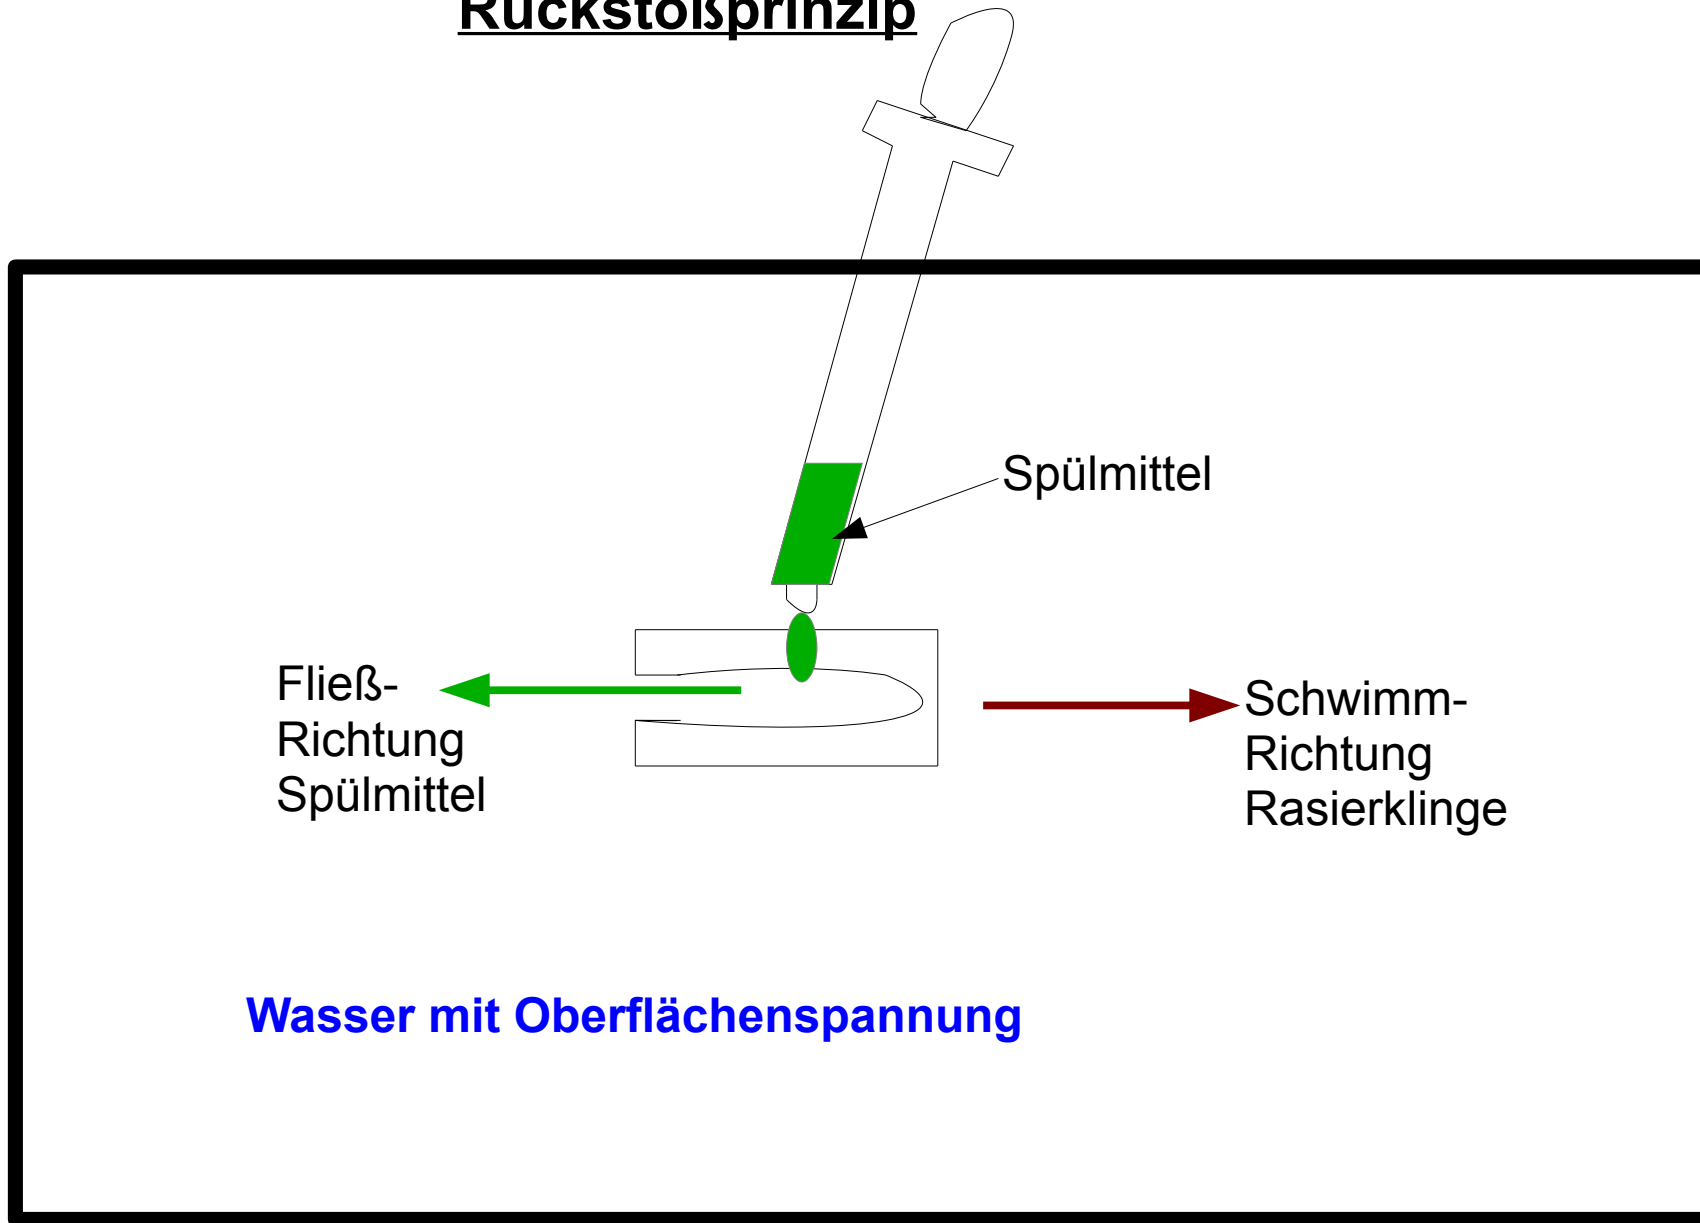 Rückstoßprinzip
Spülmittel
Fließ-
Richtung
Spülmittel
Schwimm-
Richtung
Rasierklinge
Wasser mit Oberflächenspannung